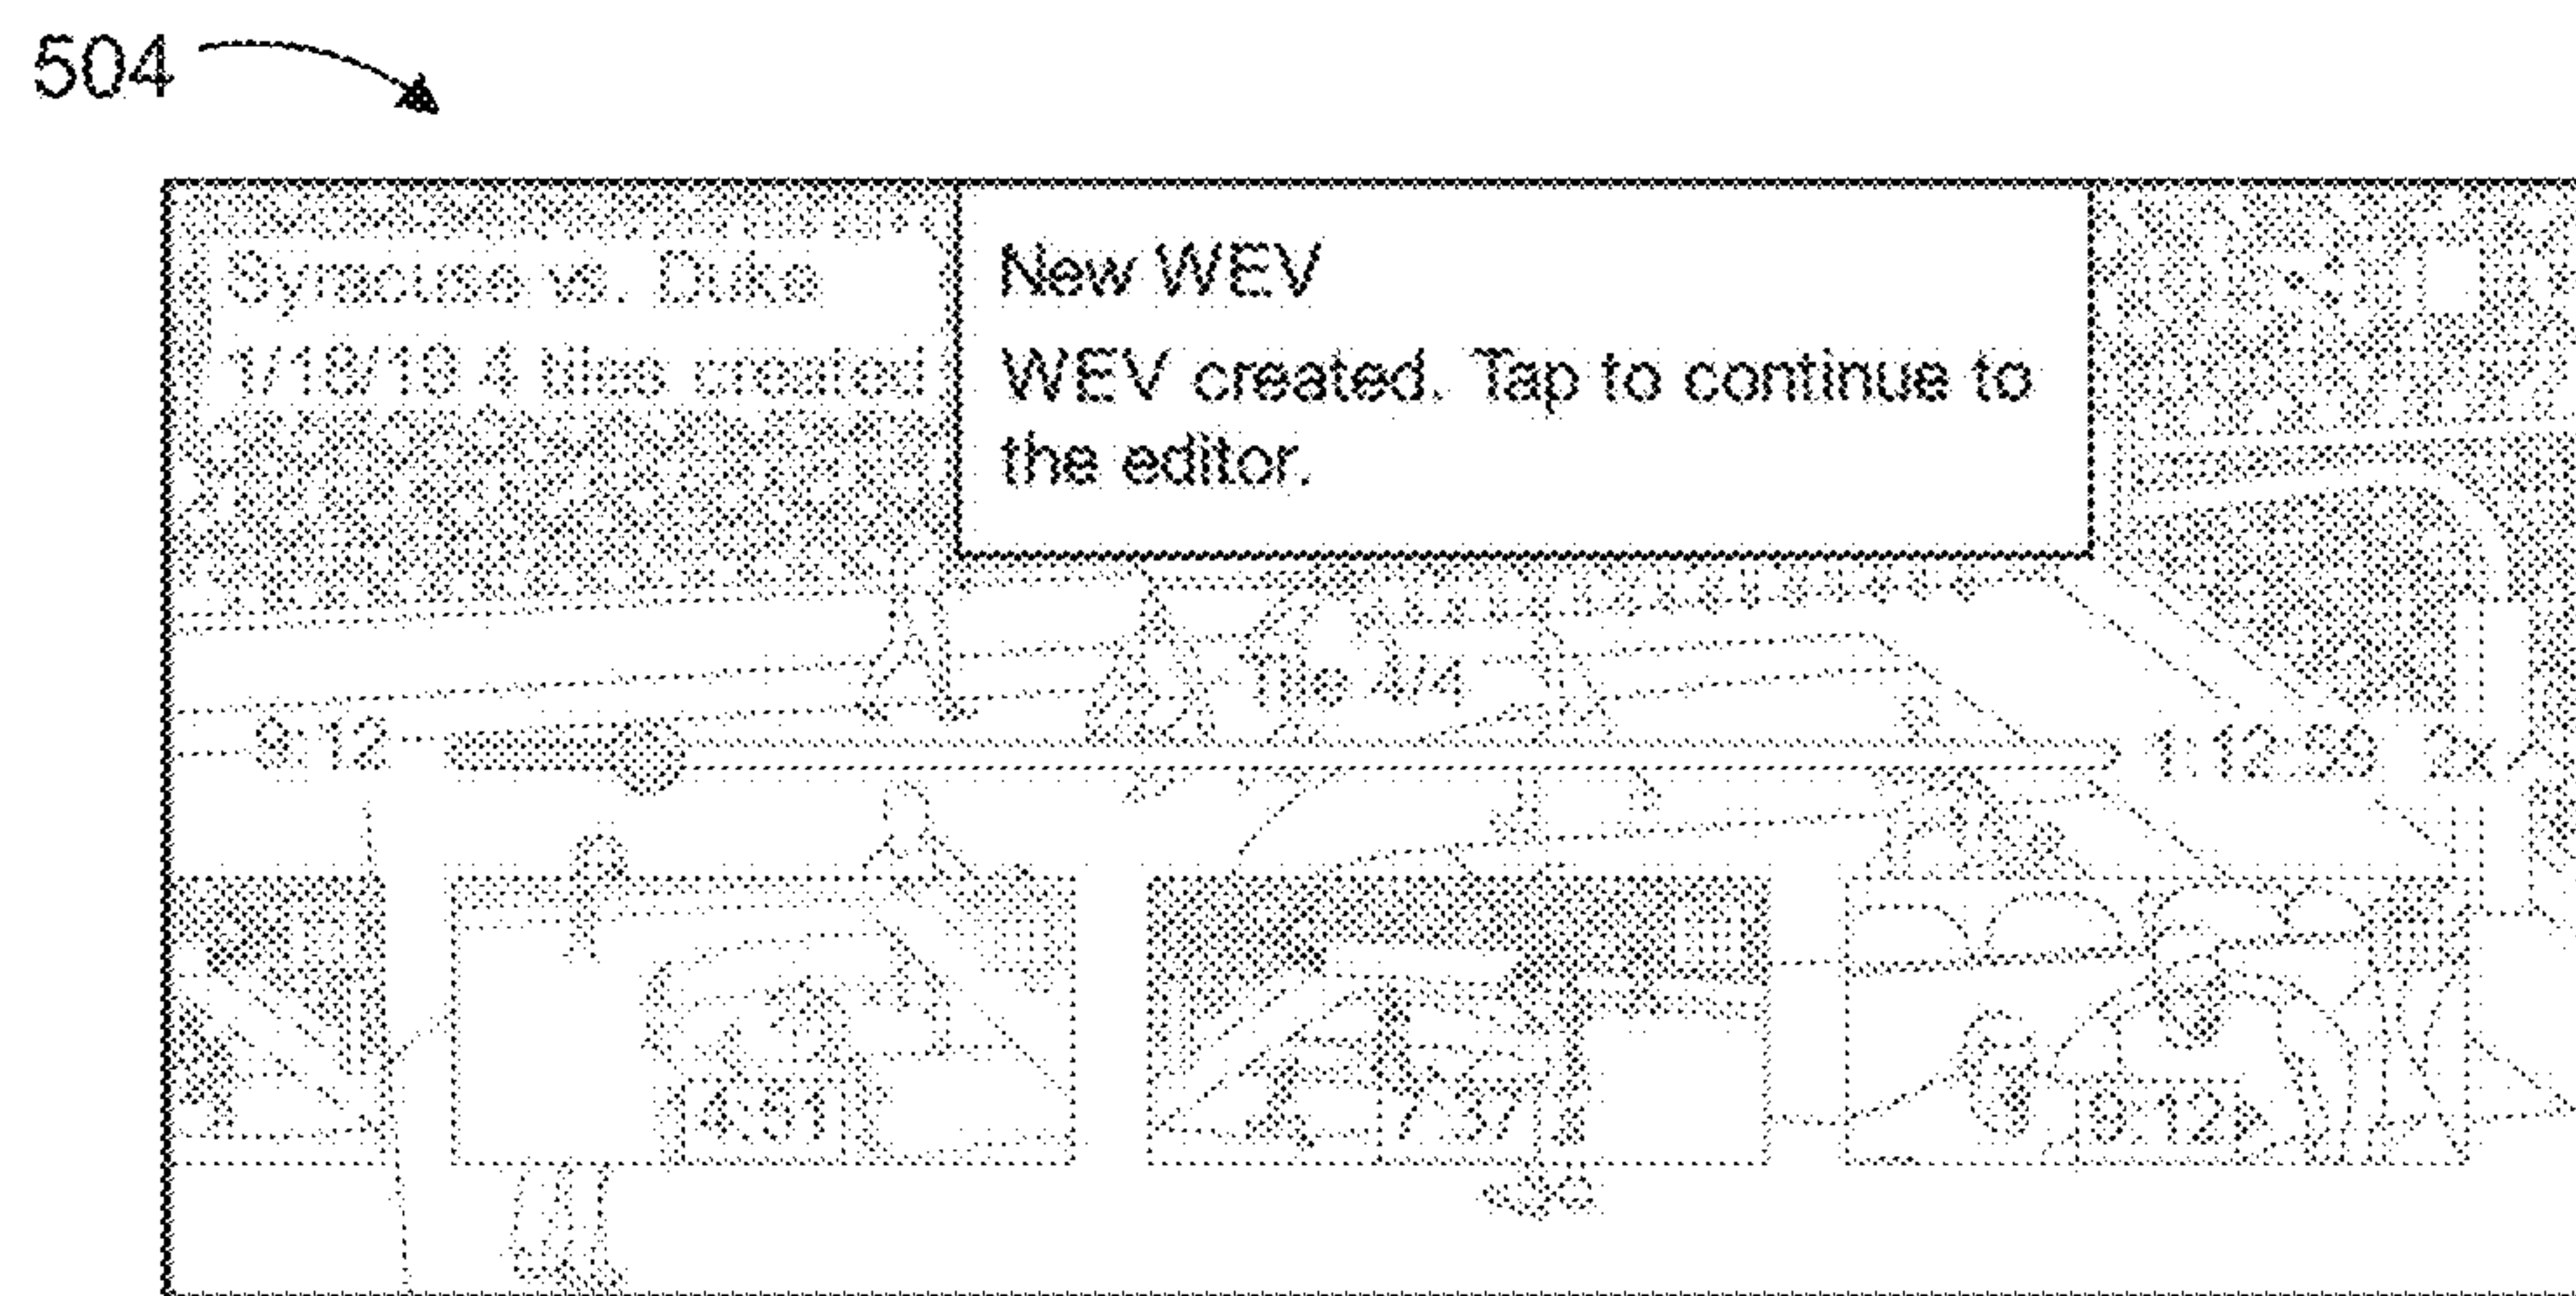 504
Syracuse vs. Duke
New WEV
1/18/19 4 tiles created
WEV created. Tap to continue to
the editor.
Tile 4/4
9:12
1:12:59 2x
4:51
7:37
9:12